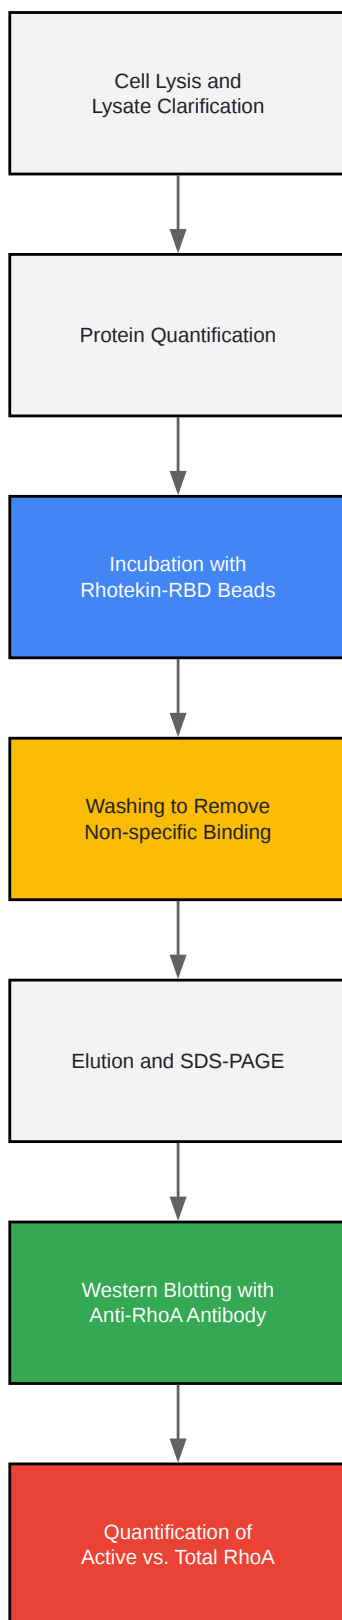 Cell Lysis and
Lysate Clarification
Protein Quantification
Incubation with
Rhotekin-RBD Beads
Washing to Remove
Non-specific Binding
Elution and SDS-PAGE
Western Blotting with
Anti-RhoA Antibody
Quantification of
Active vs. Total RhoA